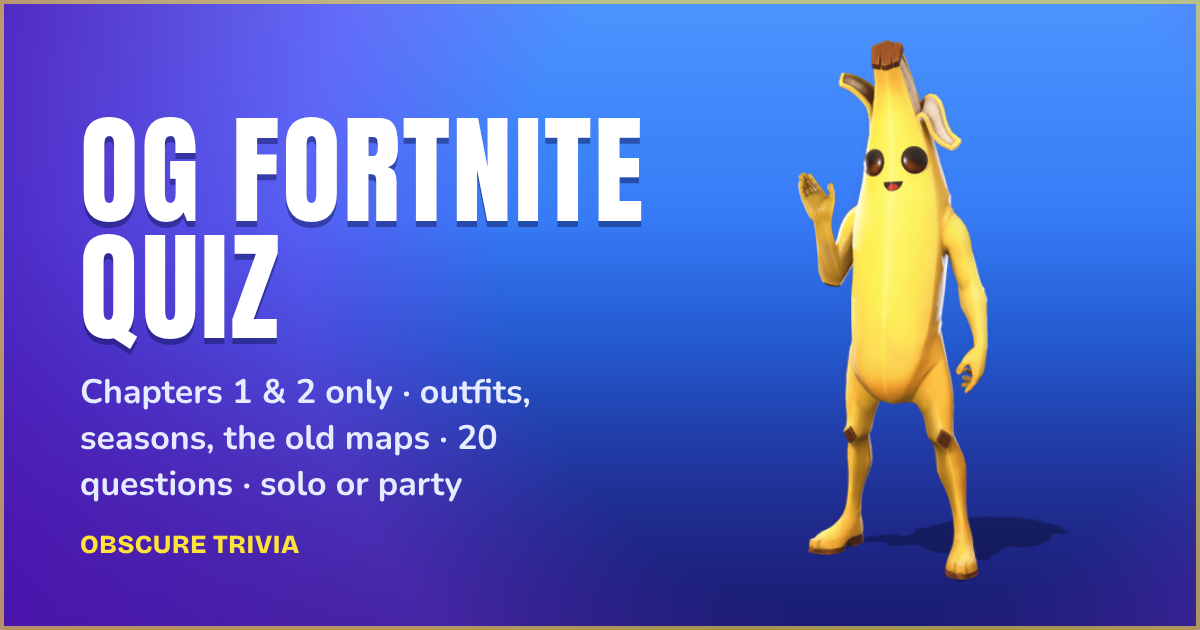 OG FORTNITE
QUIZ
Chapters 1 & 2 only · outfits,
seasons, the old maps · 20
questions · solo or party
OBSCURE TRIVIA